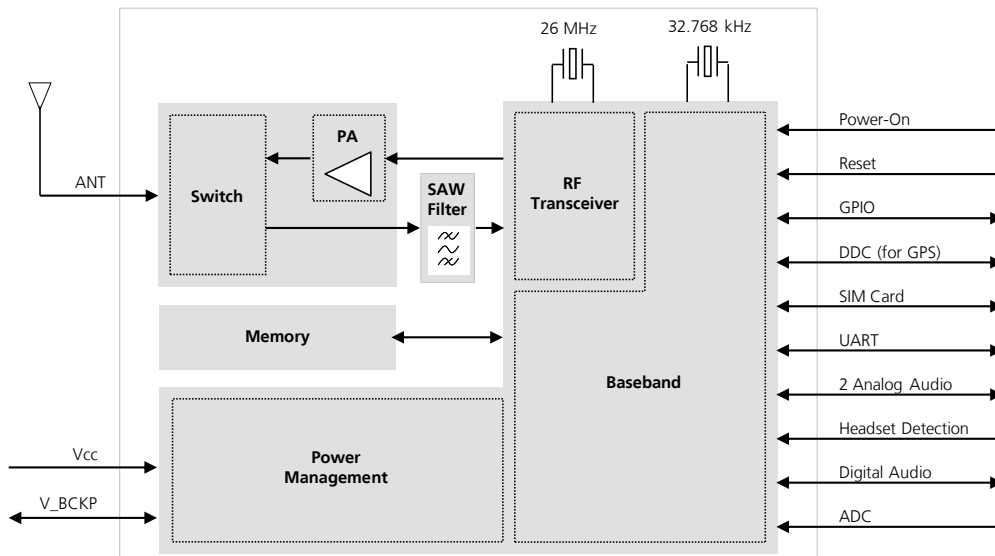 26 MHz
32.768 kHz
ANT
Switch
PA
SAW
Filter
RF
Transceiver
Memory
Baseband
Power
Management
Vcc
V_BCKP
Power-On
Reset
GPIO
DDC (for GPS)
SIM Card
UART
2 Analog Audio
Headset Detection
Digital Audio
ADC